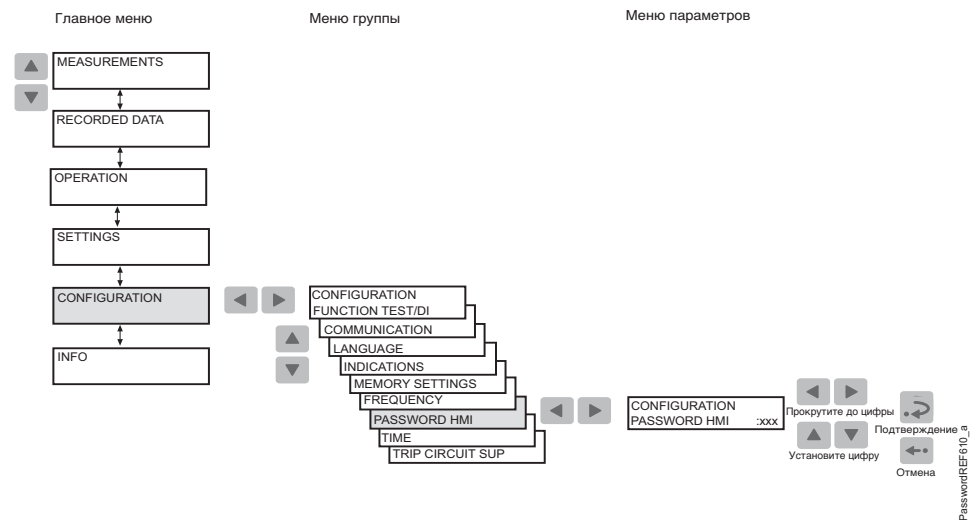 Главное меню
Меню группы
Меню параметров
MEASUREMENTS
RECORDED DATA
OPERATION
SETTINGS
CONFIGURATION
INFO
CONFIGURATION
FUNCTION TEST/DI
COMMUNICATION
LANGUAGE
INDICATIONS
MEMORY SETTINGS
FREQUENCY
PASSWORD HMI
TIME
TRIP CIRCUIT SUP
CONFIGURATION
PASSWORD HMI :xxx
Прокрутите до цифры
Установите цифру
Подтверждение
Отмена
PasswordREF610_a